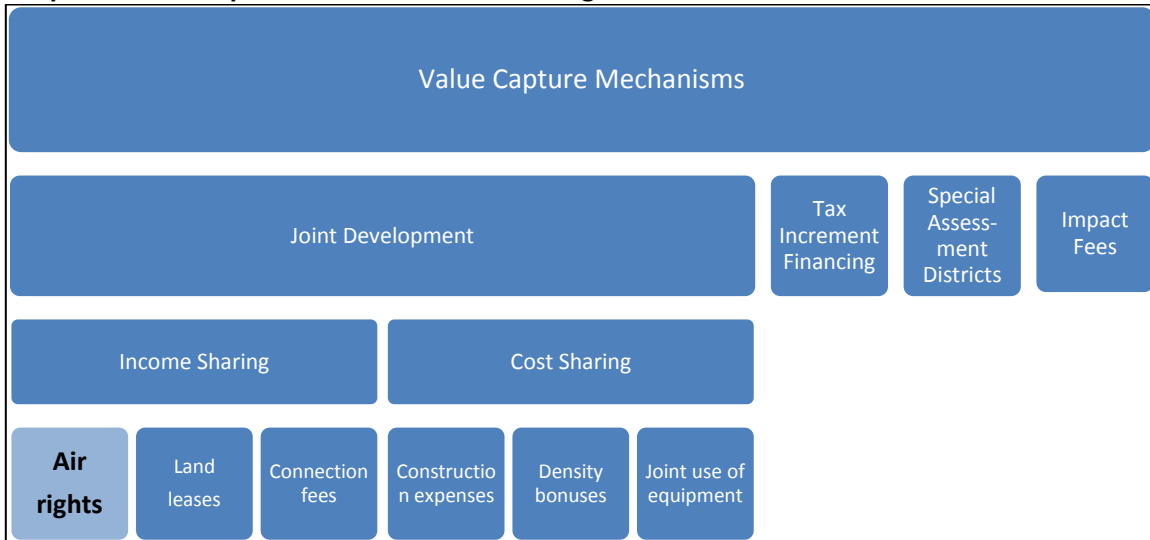 Value Capture Mechanisms
Joint Development
Tax
Increment
Financing
Special
Assess-
ment
Districts
Impact
Fees
Income Sharing
Cost Sharing
Air
rights
Land
leases
Connection
fees
Constructio
n expenses
Density
bonuses
Joint use of
equipment